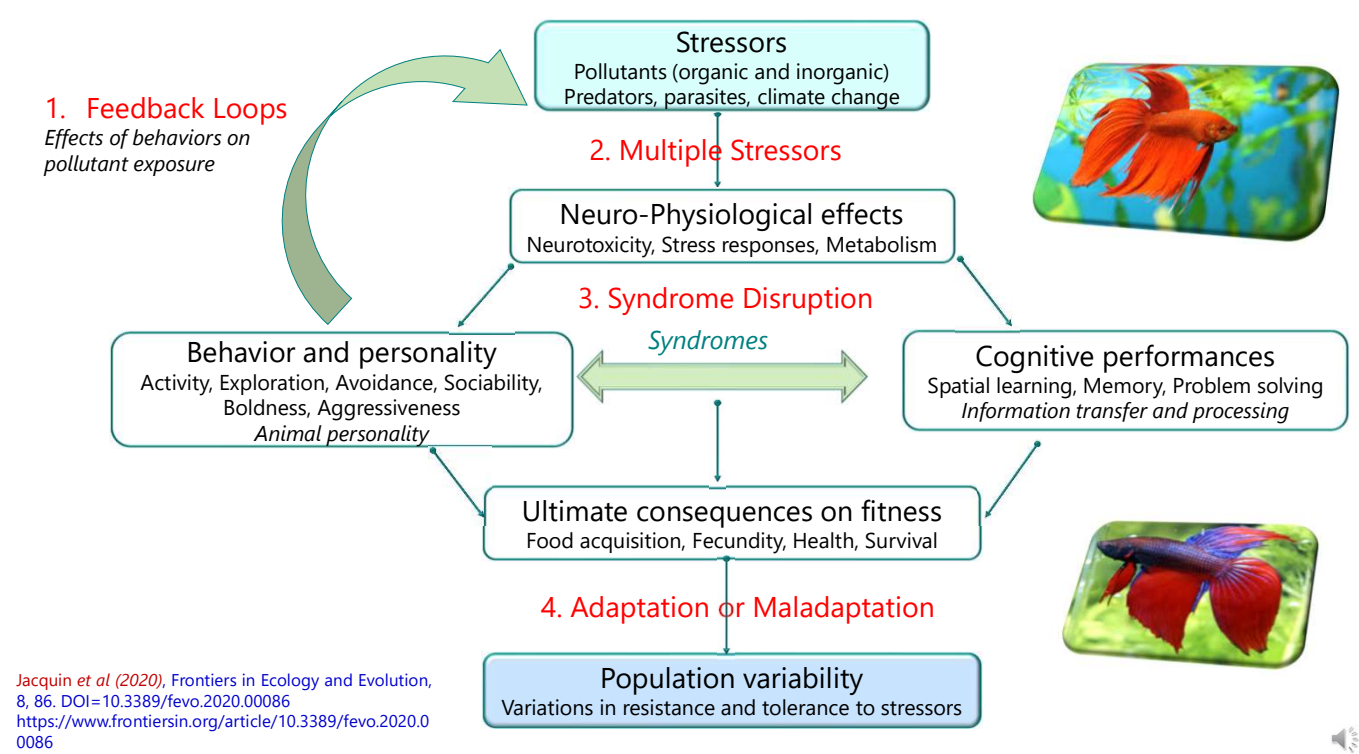 Stressors
Pollutants (organic and inorganic)
Predators, parasites, climate change
1. Feedback Loops
Effects of behaviors on
pollutant exposure
2. Multiple Stressors
Neuro-Physiological effects
Neurotoxicity, Stress responses, Metabolism
3. Syndrome Disruption
Syndromes
Behavior and personality
Activity, Exploration, Avoidance, Sociability,
Boldness, Aggressiveness
Animal personality
Cognitive performances
Spatial learning, Memory, Problem solving
Information transfer and processing
Ultimate consequences on fitness
Food acquisition, Fecundity, Health, Survival
4. Adaptation or Maladaptation
Population variability
Variations in resistance and tolerance to stressors
Jacquin et al (2020), Frontiers in Ecology and Evolution,
8, 86. DOI=10.3389/fevo.2020.00086
https://www.frontiersin.org/article/10.3389/fevo.2020.0
0086